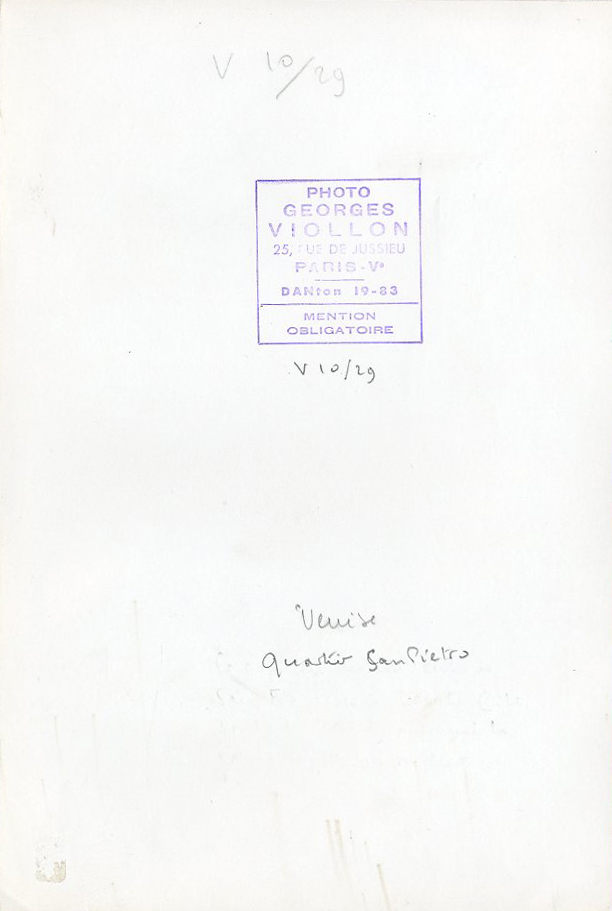 V 10/29
PHOTO
GEORGES
VIOLLON
25, RUE DE JUSSIEU
PARIS-Ve
DANton 19-83
MENTION
OBLIGATOIRE
V 10/29
Venise
Quartier San Pietro